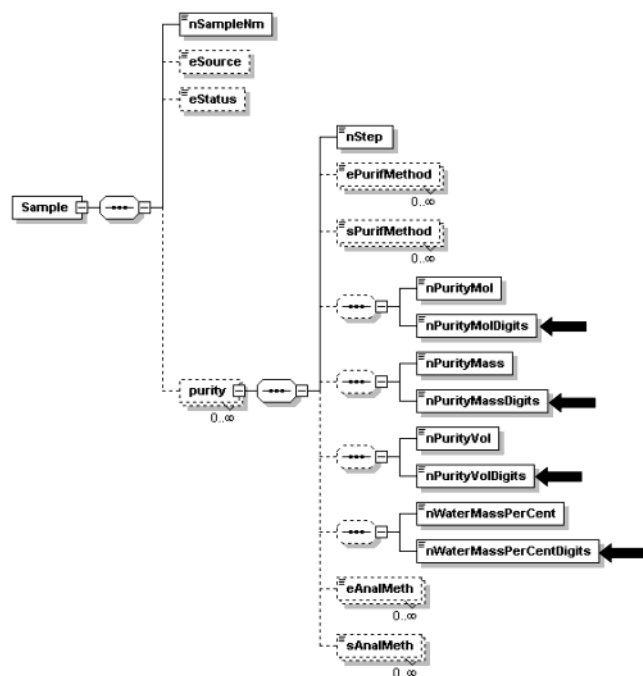 nSampleNm
eSource
eStatus
Sample
nStep
ePurifMethod
0..∞
sPurifMethod
0..∞
nPurityMol
nPurityMolDigits
nPurityMass
nPurityMassDigits
purity
0..∞
nPurityVol
nPurityVolDigits
nWaterMassPerCent
nWaterMassPerCentDigits
eAnalMeth
0..∞
sAnalMeth
0..∞